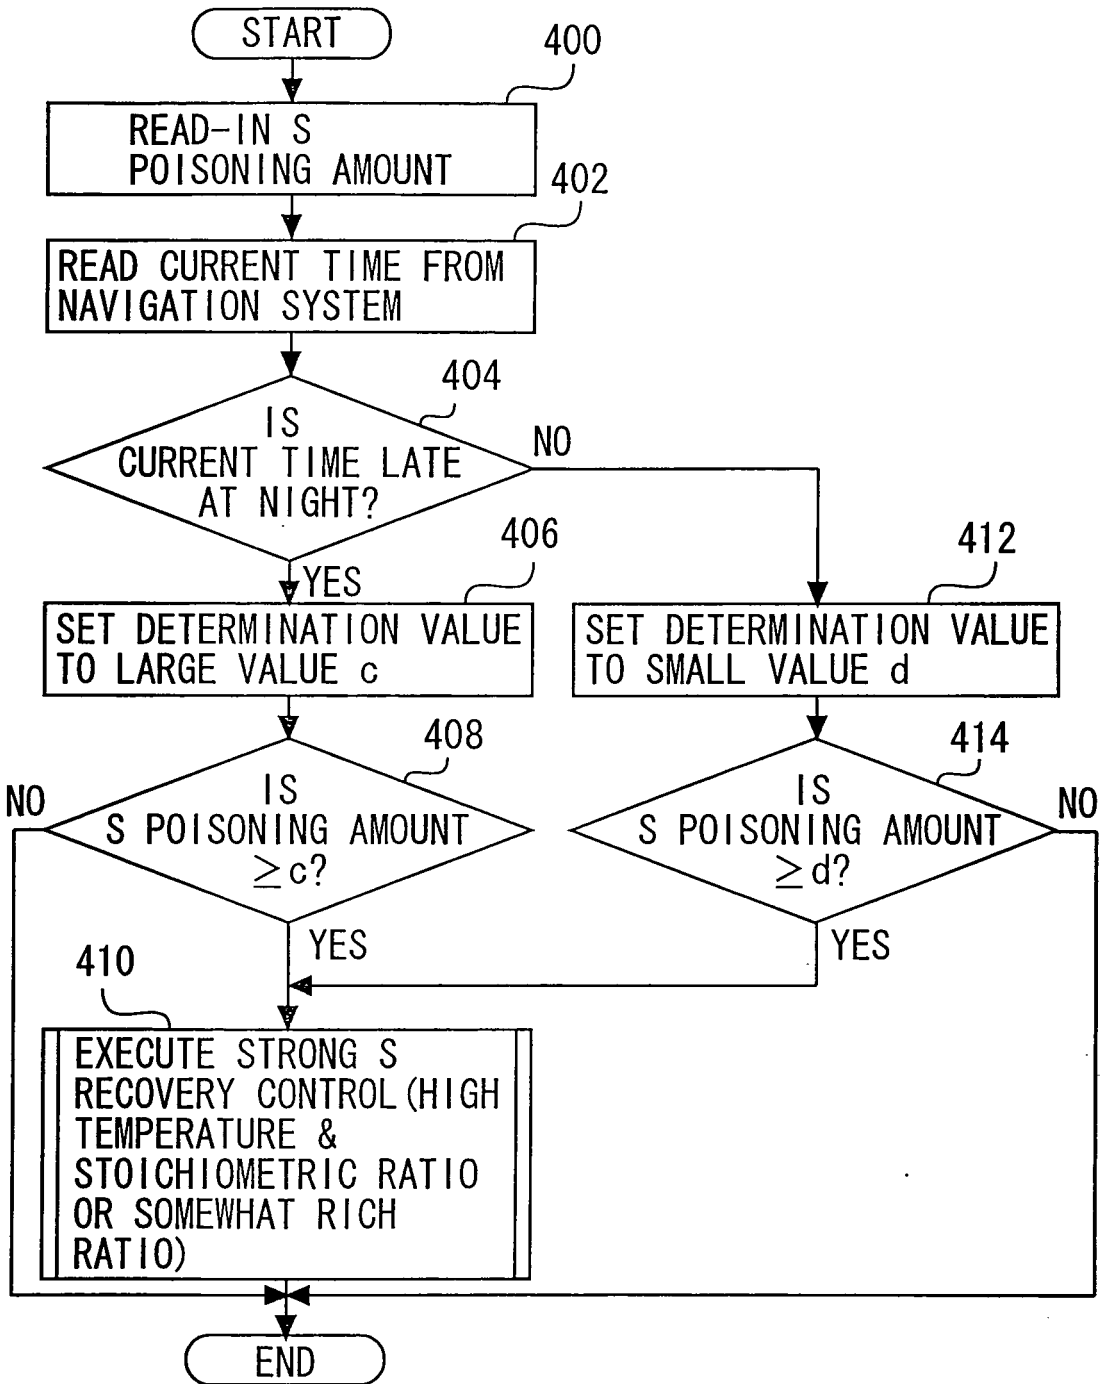 START
400
READ-IN S
POISONING AMOUNT
402
READ CURRENT TIME FROM
NAVIGATION SYSTEM
404
IS
CURRENT TIME LATE
AT NIGHT?
NO
YES
406
SET DETERMINATION VALUE
TO LARGE VALUE c
412
SET DETERMINATION VALUE
TO SMALL VALUE d
408
IS
S POISONING AMOUNT
≥c?
NO
YES
414
IS
S POISONING AMOUNT
≥d?
NO
YES
410
EXECUTE STRONG S
RECOVERY CONTROL(HIGH
TEMPERATURE &
STOICHIOMETRIC RATIO
OR SOMEWHAT RICH
RATIO)
END